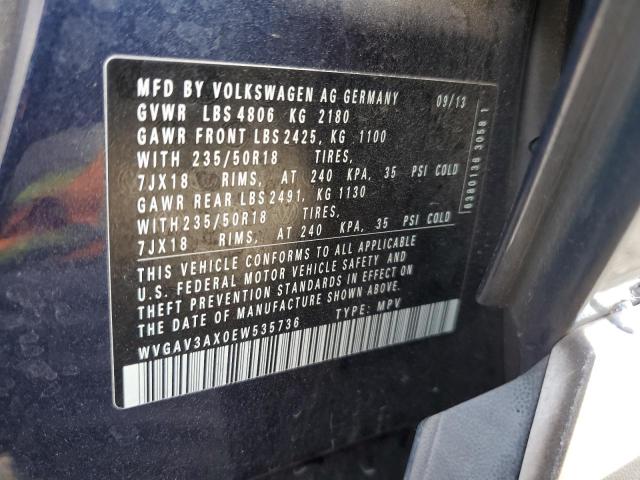 MFD BY VOLKSWAGEN AG GERMANY 09/13
GVWR LBS 4806 KG 2180
GAWR FRONT LBS 2425, KG 1100
WITH 235/50R18 TIRES,
7JX18 RIMS, AT 240 KPA, 35 PSI COLD
GAWR REAR LBS 2491, KG 1130
WITH 235/50R18 TIRES,
7JX18 RIMS, AT 240 KPA, 35 PSI COLD
THIS VEHICLE CONFORMS TO ALL APPLICABLE
U.S. FEDERAL MOTOR VEHICLE SAFETY AND
THEFT PREVENTION STANDARDS IN EFFECT ON
THE DATE OF MANUFACTURE SHOWN ABOVE.
WVGAV3AX0EW535736 TYPE: MPV